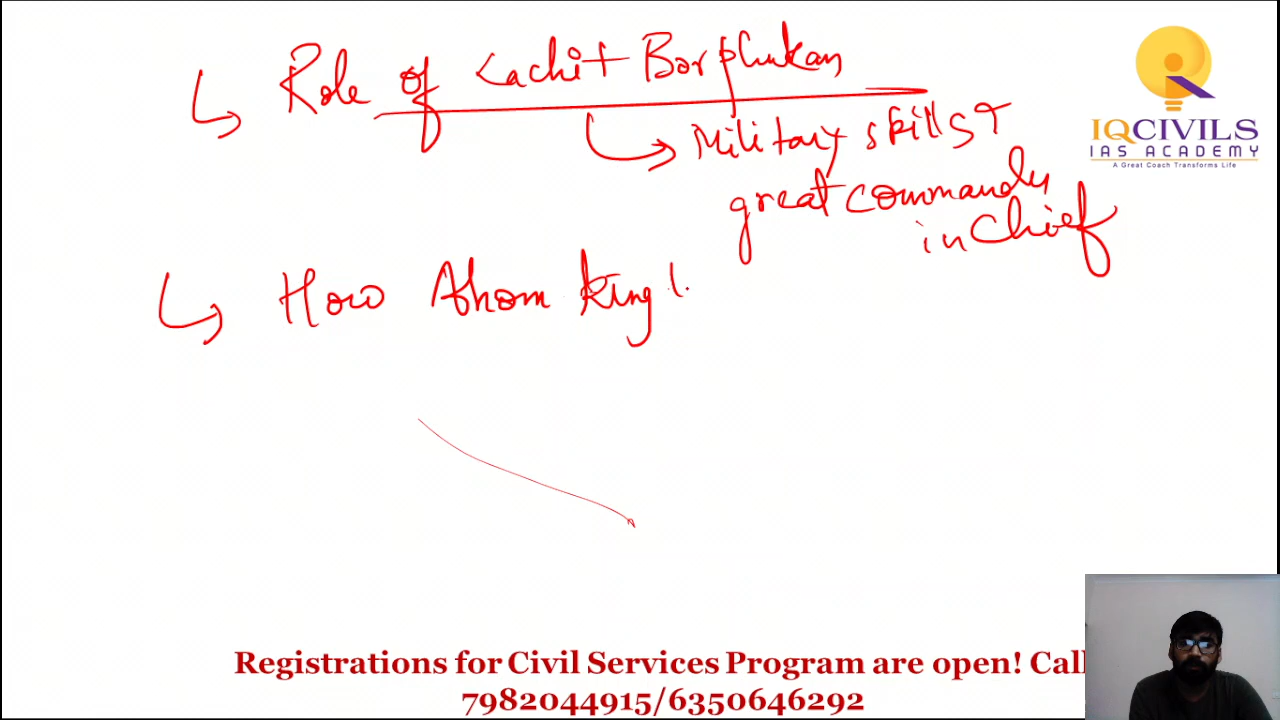 Role of Lachit Borphukan
Military skills &
great commander
in Chief
How Ahom king
IQCIVILS
IAS ACADEMY
A Great Coach Transforms Life
Registrations for Civil Services Program are open! Call
7982044915/6350646292